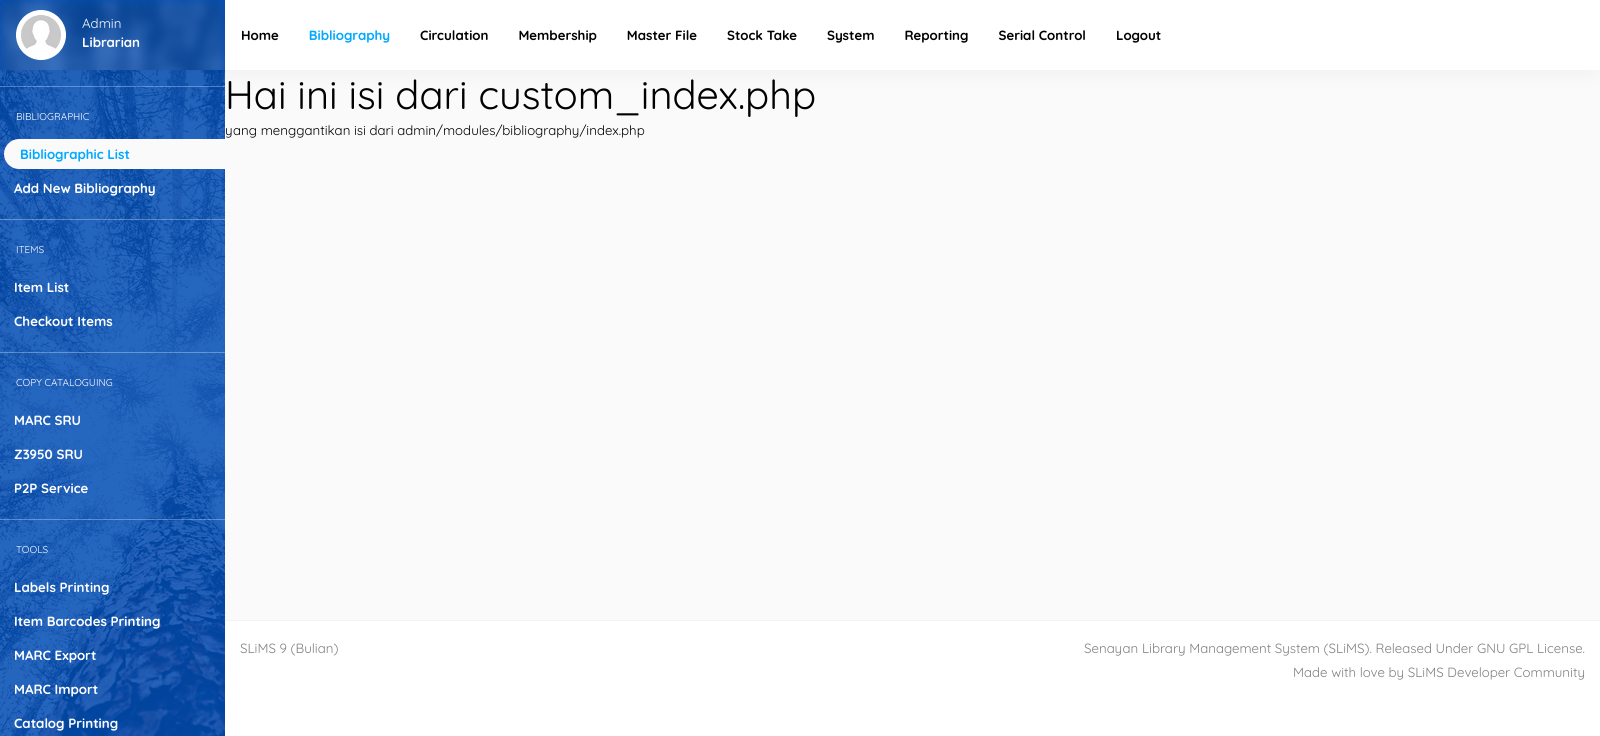 Admin
Librarian
Home Bibliography Circulation Membership Master File Stock Take System Reporting Serial Control Logout
BIBLIOGRAPHIC
Bibliographic List
Add New Bibliography
ITEMS
Item List
Checkout Items
COPY CATALOGUING
MARC SRU
Z3950 SRU
P2P Service
TOOLS
Labels Printing
Item Barcodes Printing
MARC Export
MARC Import
Catalog Printing
Hai ini isi dari custom_index.php
yang menggantikan isi dari admin/modules/bibliography/index.php
SLiMS 9 (Bulian)
Senayan Library Management System (SLiMS). Released Under GNU GPL License.
Made with love by SLiMS Developer Community